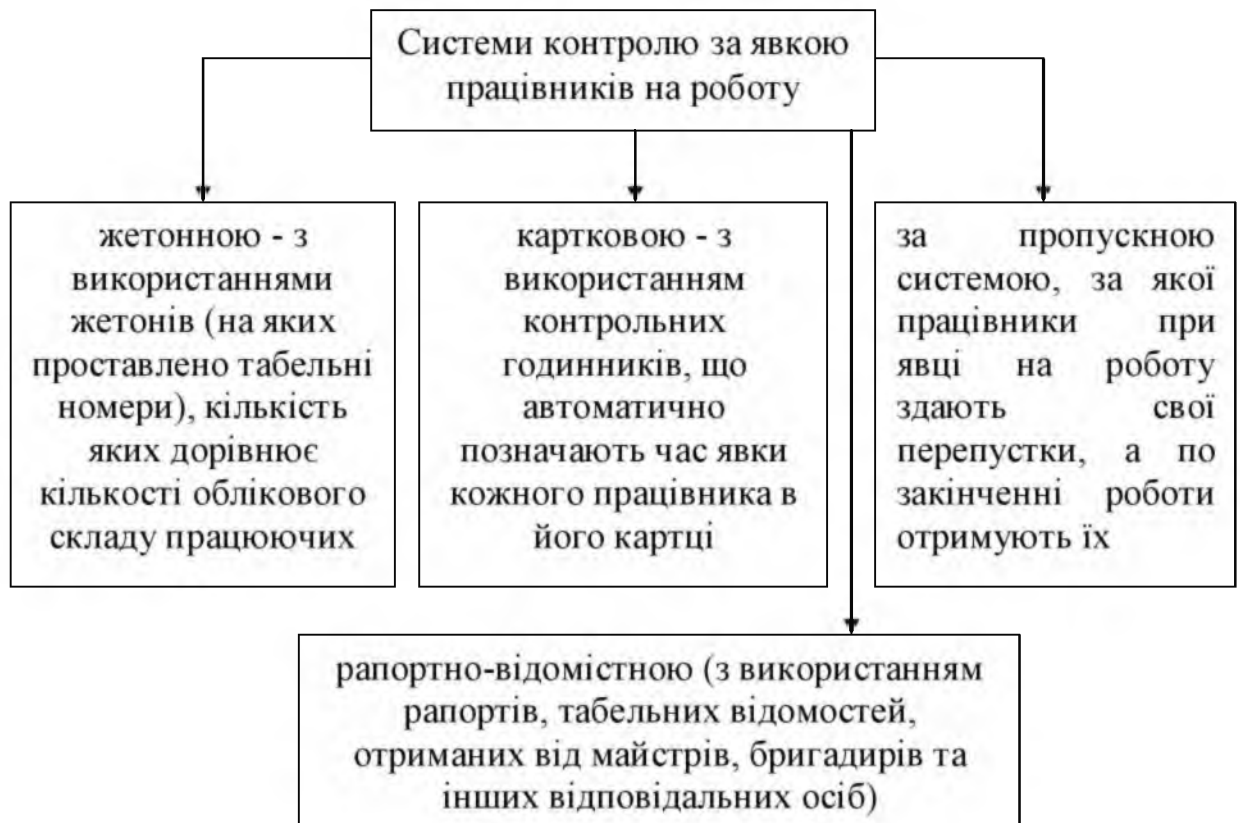 Системи контролю за явкою
працівників на роботу
жетонною - з
використаннями
жетонів (на яких
проставлено табельні
номери), кількість
яких дорівнює
кількості облікового
складу працюючих
картковою - з
використанням
контрольних
годинників, що
автоматично
позначають час явки
кожного працівника в
його картці
за пропускною
системою, за якої
працівники при
явці на роботу
здають свої
перепустки, а по
закінченні роботи
отримують їх
рапортно-відомістною (з використанням
рапортів, табельних відомостей,
отриманих від майстрів, бригадирів та
інших відповідальних осіб)